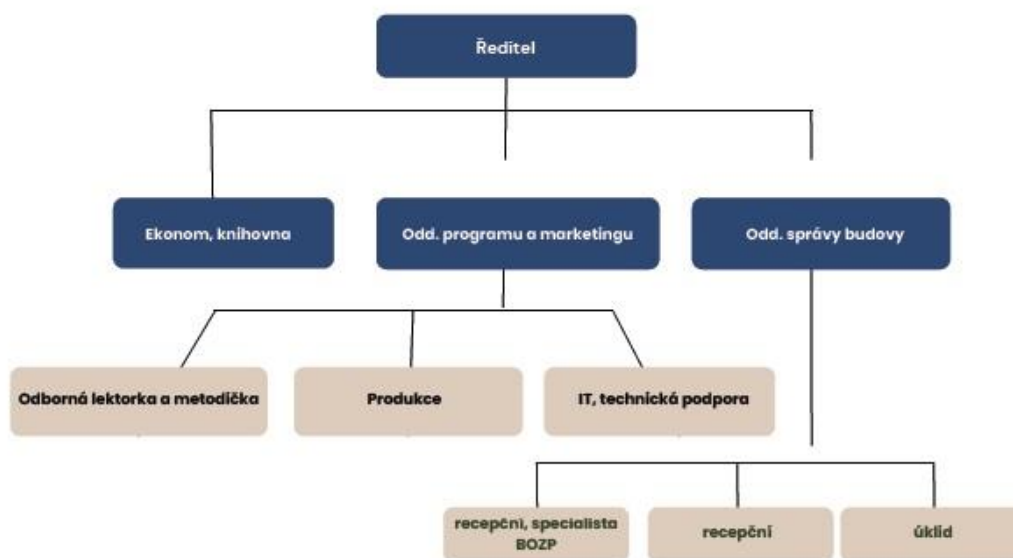 Ředitel
Ekonom, knihovna
Odd. programu a marketingu
Odd. správy budovy
Odborná lektorka a metodička
Produkce
IT, technická podpora
recepční, specialista
BOZP
recepční
úklid